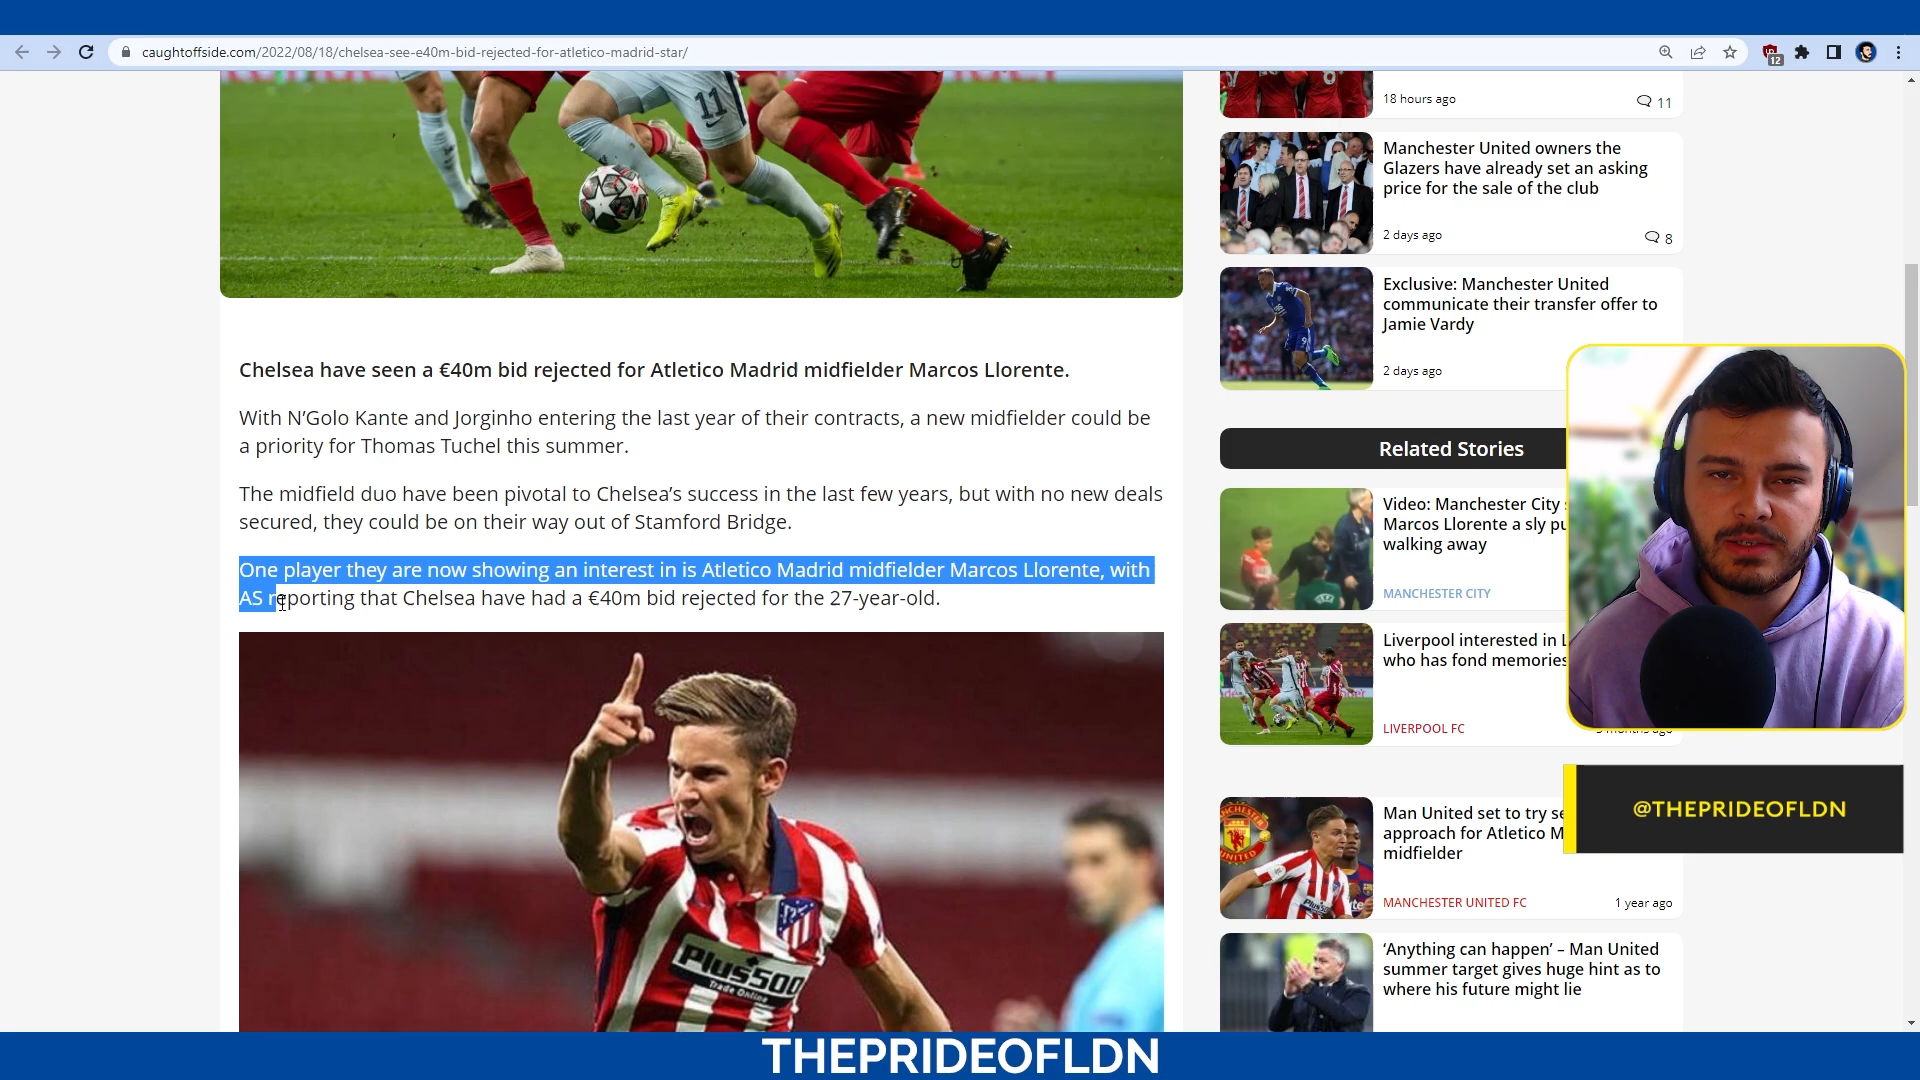 caughtoffside.com/2022/08/18/chelsea-see-e40m-bid-rejected-for-atletico-madrid-star/
12
11
Chelsea have seen a €40m bid rejected for Atletico Madrid midfielder Marcos Llorente.
With N’Golo Kante and Jorginho entering the last year of their contracts, a new midfielder could be
a priority for Thomas Tuchel this summer.
The midfield duo have been pivotal to Chelsea’s success in the last few years, but with no new deals
secured, they could be on their way out of Stamford Bridge.
One player they are now showing an interest in is Atletico Madrid midfielder Marcos Llorente, with
AS reporting that Chelsea have had a €40m bid rejected for the 27-year-old.
Plus500
Trade Online
18 hours ago
11
Manchester United owners the
Glazers have already set an asking
price for the sale of the club
2 days ago
8
Exclusive: Manchester United
communicate their transfer offer to
Jamie Vardy
2 days ago
Related Stories
Video: Manchester City
Marcos Llorente a sly
walking away
MANCHESTER CITY
Liverpool interested in
who has fond memories
LIVERPOOL FC
months ago
Man United set to try
approach for Atletico
midfielder
MANCHESTER UNITED FC
1 year ago
‘Anything can happen’ – Man United
summer target gives huge hint as to
where his future might lie
@THEPRIDEOFLDN
THEPRIDEOFLDN